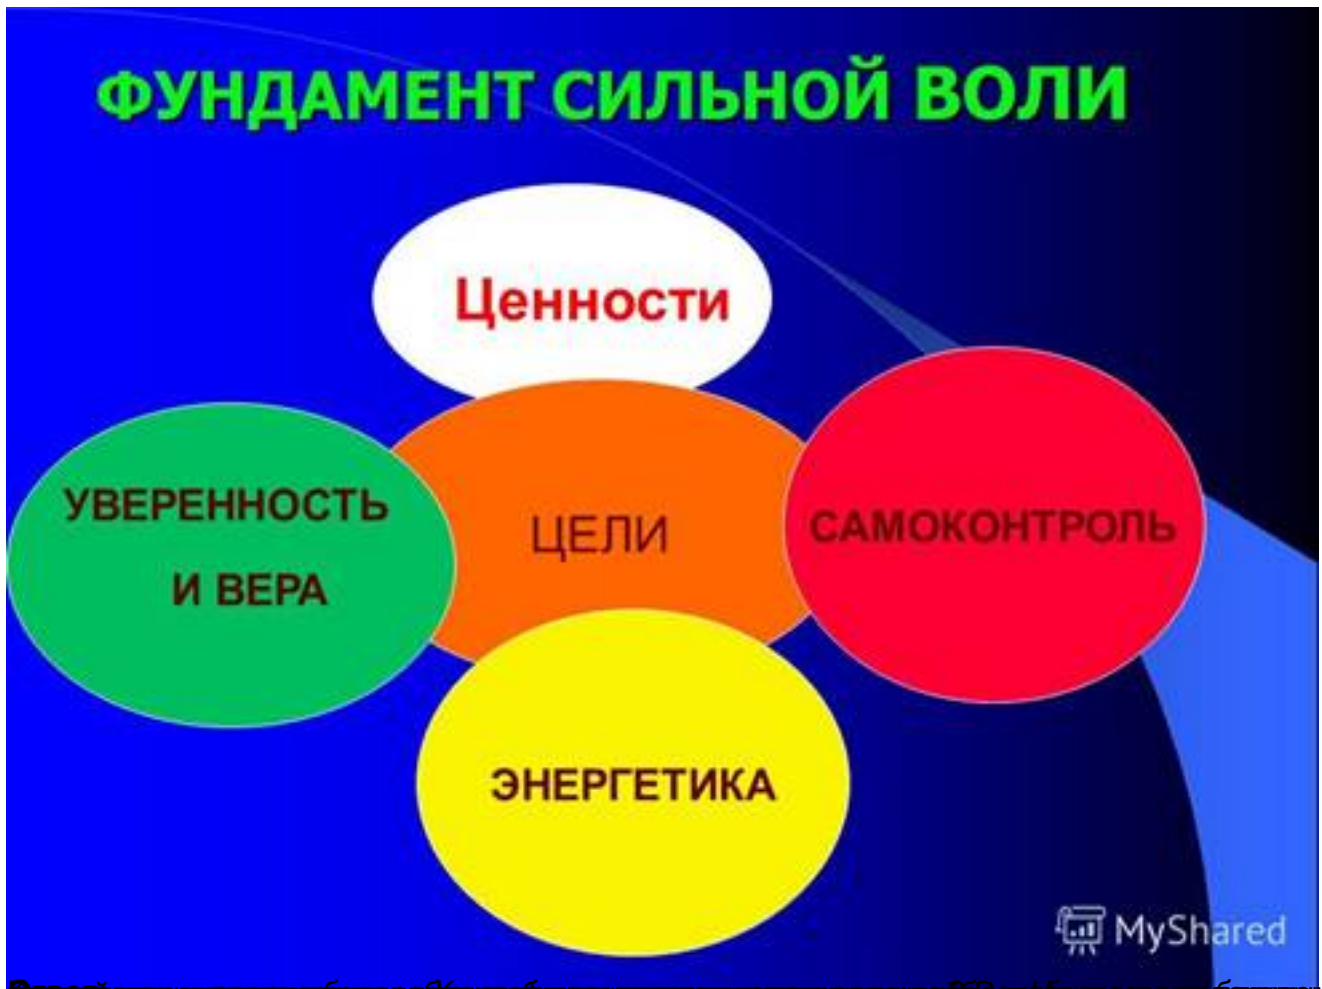 ФУНДАМЕНТ СИЛЬНОЙ ВОЛИ
Ценности
УВЕРЕННОСТЬ
И ВЕРА
ЦЕЛИ
САМОКОНТРОЛЬ
ЭНЕРГЕТИКА
MyShared